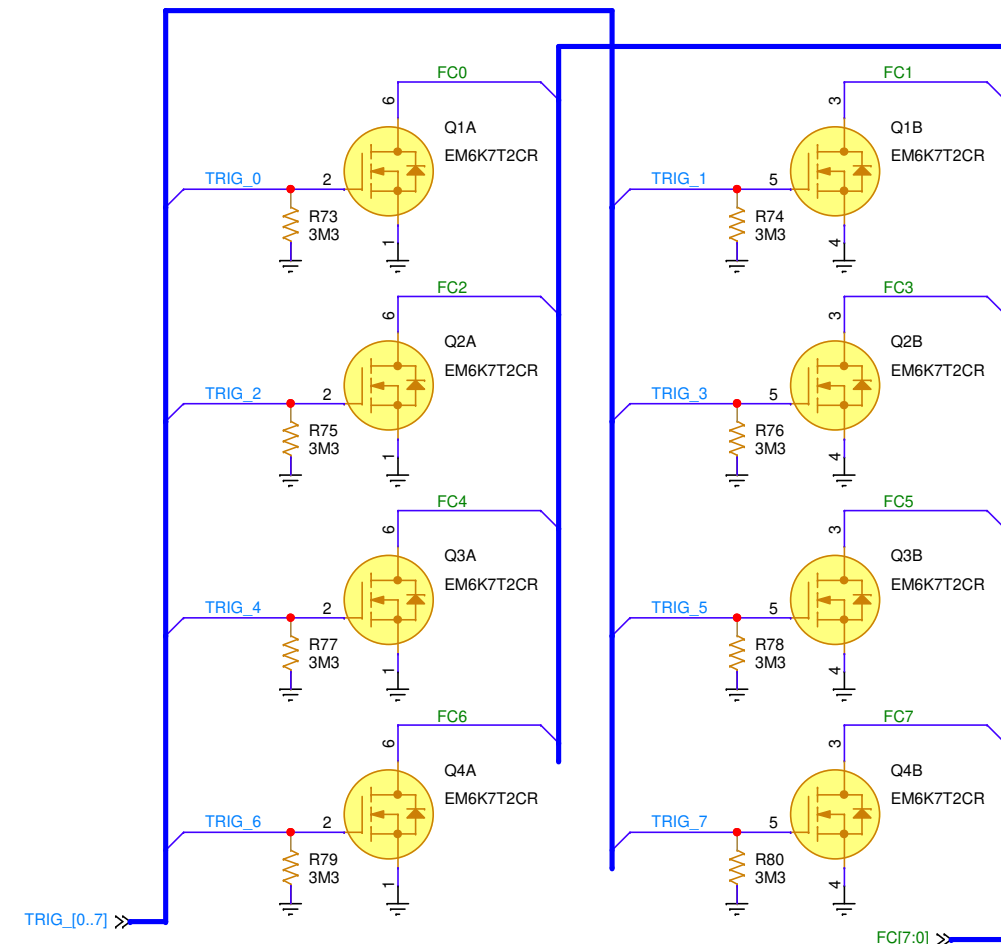 FC0
6
Q1A
EM6K7T2CR
TRIG_0
2
R73
3M3
1
FC1
3
Q1B
EM6K7T2CR
TRIG_1
5
R74
3M3
4
FC2
6
Q2A
EM6K7T2CR
TRIG_2
2
R75
3M3
1
FC3
3
Q2B
EM6K7T2CR
TRIG_3
5
R76
3M3
4
FC4
6
Q3A
EM6K7T2CR
TRIG_4
2
R77
3M3
1
FC5
3
Q3B
EM6K7T2CR
TRIG_5
5
R78
3M3
4
FC6
6
Q4A
EM6K7T2CR
TRIG_6
2
R79
3M3
1
FC7
3
Q4B
EM6K7T2CR
TRIG_7
5
R80
3M3
4
TRIG_[0..7]
FC[7:0]